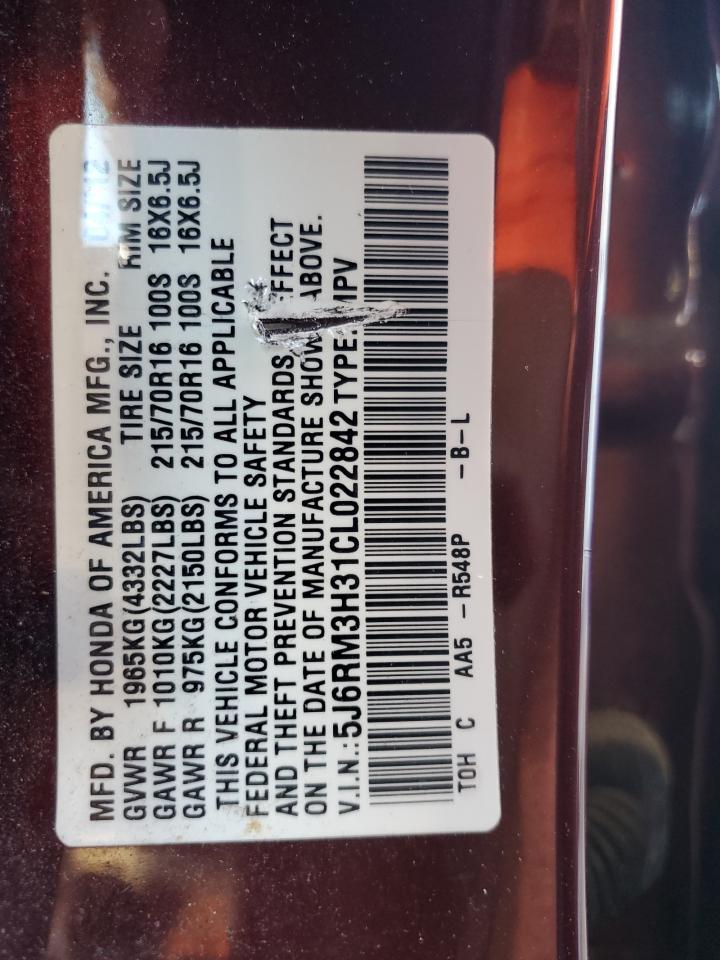 MFD. BY HONDA OF AMERICA MFG., INC.
GVWR 1965KG(4332LBS) TIRE SIZE RIM SIZE
GAWR F 1010KG(2227LBS) 215/70R16 100S 16X6.5J
GAWR R 975KG(2150LBS) 215/70R16 100S 16X6.5J
THIS VEHICLE CONFORMS TO ALL APPLICABLE
FEDERAL MOTOR VEHICLE SAFETY
AND THEFT PREVENTION STANDARDS EFFECT
ON THE DATE OF MANUFACTURE SHOWN ABOVE.
V.I.N.:5J6RM3H31CL022842 TYPE:MPV
TOH C AA5 -R548P -B-L